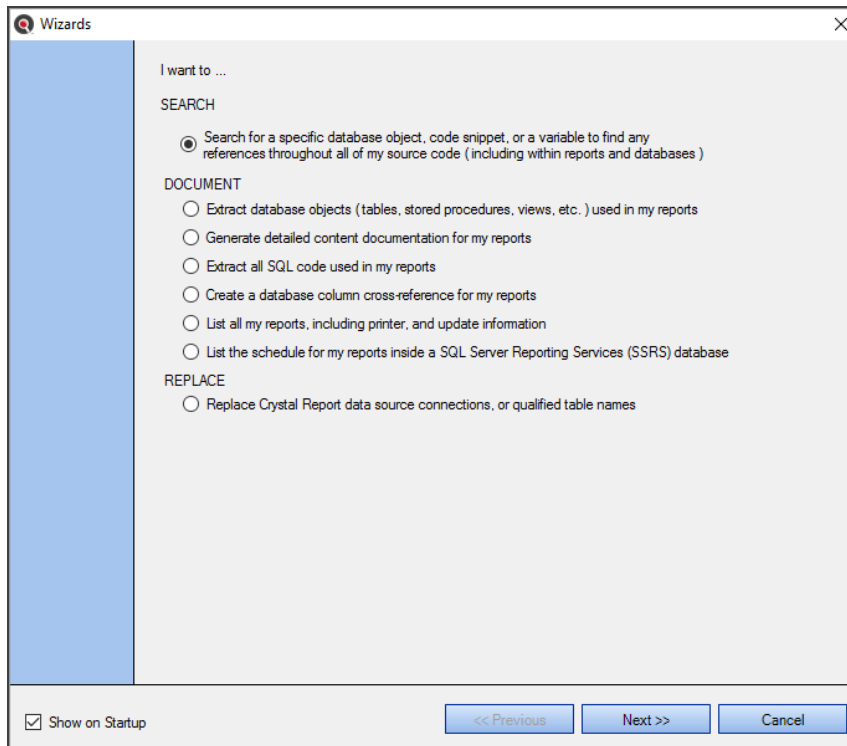 Wizards
I want to ...
SEARCH
Search for a specific database object, code snippet, or a variable to find any
references throughout all of my source code ( including within reports and databases )
DOCUMENT
Extract database objects ( tables, stored procedures, views, etc. ) used in my reports
Generate detailed content documentation for my reports
Extract all SQL code used in my reports
Create a database column cross-reference for my reports
List all my reports, including printer, and update information
List the schedule for my reports inside a SQL Server Reporting Services (SSRS) database
REPLACE
Replace Crystal Report data source connections, or qualified table names
Show on Startup
<< Previous
Next >>
Cancel